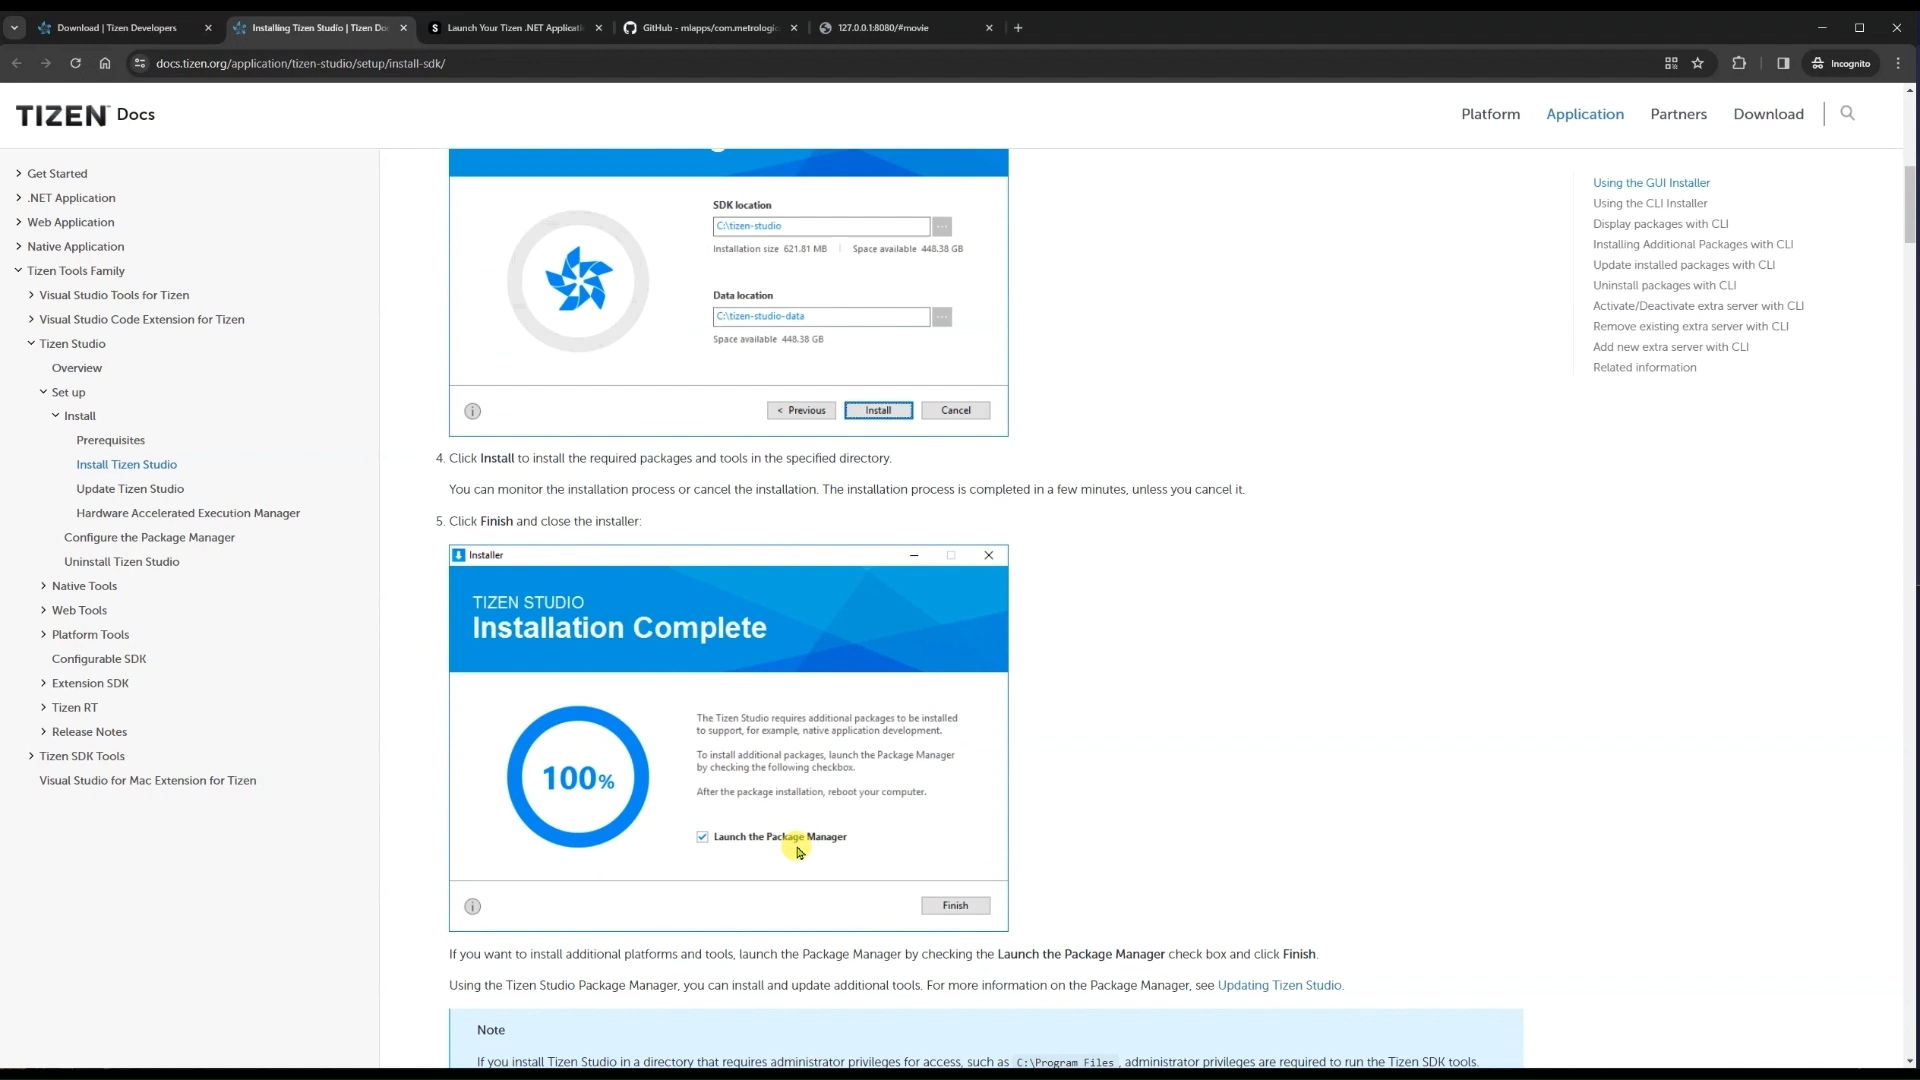 Download | Tizen Developers
Installing Tizen Studio | Tizen Do
Launch Your Tizen .NET Applicati
GitHub - mlapps/com.metrologic
127.0.0.1:8080/#movie
docs.tizen.org/application/tizen-studio/setup/install-sdk/
Incognito
TIZEN Docs
Platform
Application
Partners
Download
Get Started
.NET Application
Web Application
Native Application
Tizen Tools Family
Visual Studio Tools for Tizen
Visual Studio Code Extension for Tizen
Tizen Studio
Overview
Set up
Install
Prerequisites
Install Tizen Studio
Update Tizen Studio
Hardware Accelerated Execution Manager
Configure the Package Manager
Uninstall Tizen Studio
Native Tools
Web Tools
Platform Tools
Configurable SDK
Extension SDK
Tizen RT
Release Notes
Tizen SDK Tools
Visual Studio for Mac Extension for Tizen
SDK location
C:\tizen-studio
...
Installation size 621.81 MB | Space available 448.38 GB
Data location
C:\tizen-studio-data
...
Space available 448.38 GB
i
< Previous
Install
Cancel
4. Click Install to install the required packages and tools in the specified directory.
You can monitor the installation process or cancel the installation. The installation process is completed in a few minutes, unless you cancel it.
5. Click Finish and close the installer:
Installer
TIZEN STUDIO
Installation Complete
100%
The Tizen Studio requires additional packages to be installed
to support, for example, native application development.
To install additional packages, launch the Package Manager
by checking the following checkbox.
After the package installation, reboot your computer.
Launch the Package Manager
i
Finish
If you want to install additional platforms and tools, launch the Package Manager by checking the Launch the Package Manager check box and click Finish.
Using the Tizen Studio Package Manager, you can install and update additional tools. For more information on the Package Manager, see Updating Tizen Studio.
Note
If you install Tizen Studio in a directory that requires administrator privileges for access, such as C:\Program Files, administrator privileges are required to run the Tizen SDK tools.
Using the GUI Installer
Using the CLI Installer
Display packages with CLI
Installing Additional Packages with CLI
Update installed packages with CLI
Uninstall packages with CLI
Activate/Deactivate extra server with CLI
Remove existing extra server with CLI
Add new extra server with CLI
Related information